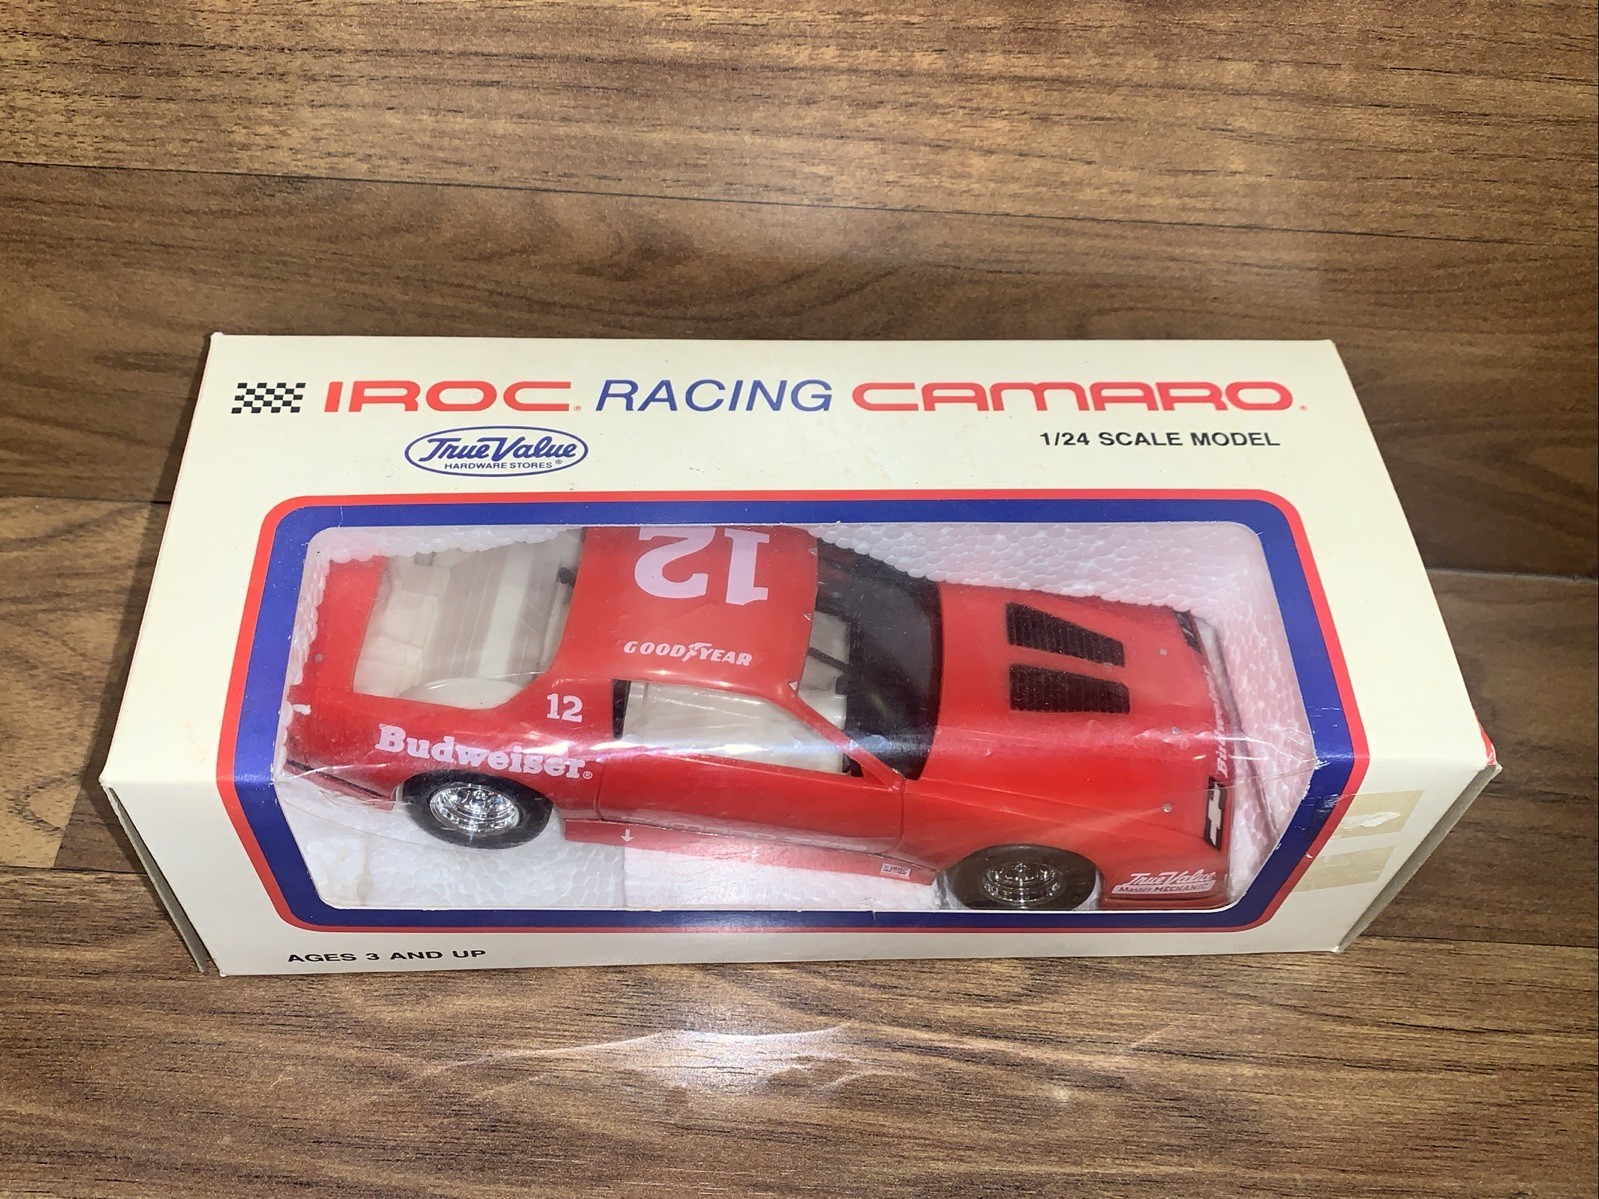 IROC® RACING CAMARO®
True Value
HARDWARE STORES®
1/24 SCALE MODEL
12
GOODYEAR
12
Budweiser®
True Value
Master MECHANIC
AGES 3 AND UP